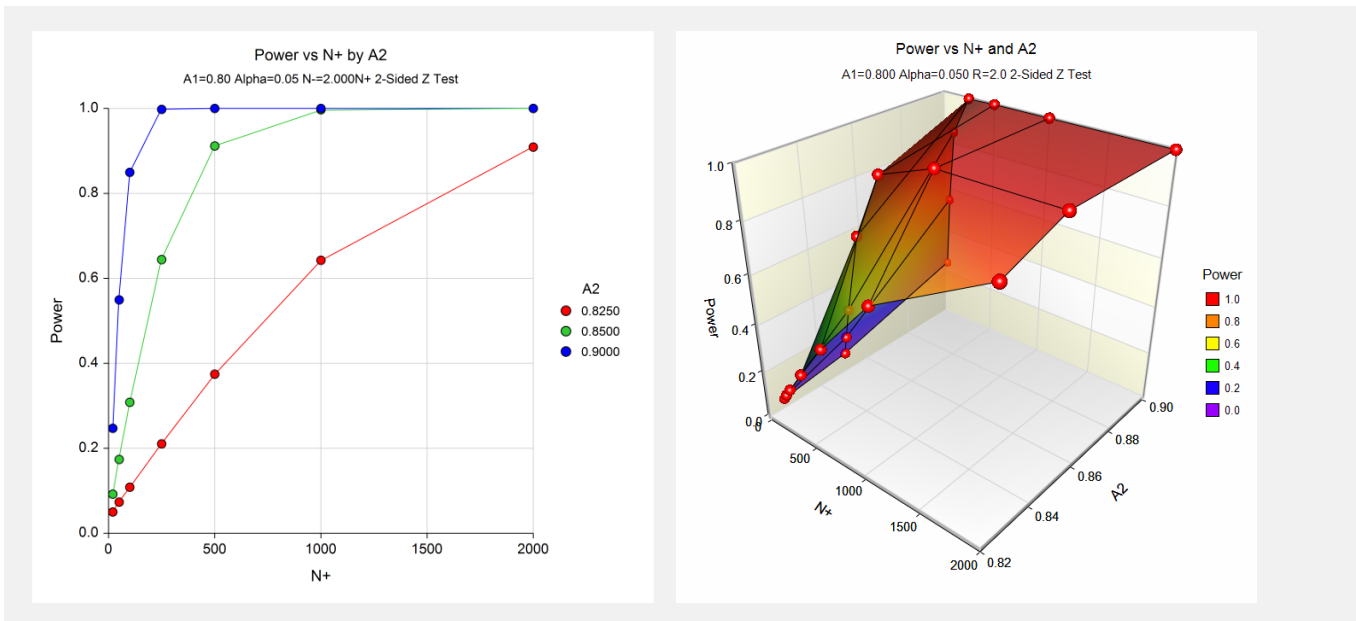 Power vs N+ by A2
A1=0.80 Alpha=0.05 N-=2.000N+ 2-Sided Z Test
1.0
0.8
0.6
0.4
0.2
0.0
Power
0 500 1000 1500 2000
N+
A2
0.8250
0.8500
0.9000
Power vs N+ and A2
A1=0.800 Alpha=0.050 R=2.0 2-Sided Z Test
1.0
0.8
0.6
0.4
0.2
0.0
Power
0
500
1000
1500
2000
N+
0.82
0.84
0.86
0.88
0.90
A2
Power
1.0
0.8
0.6
0.4
0.2
0.0